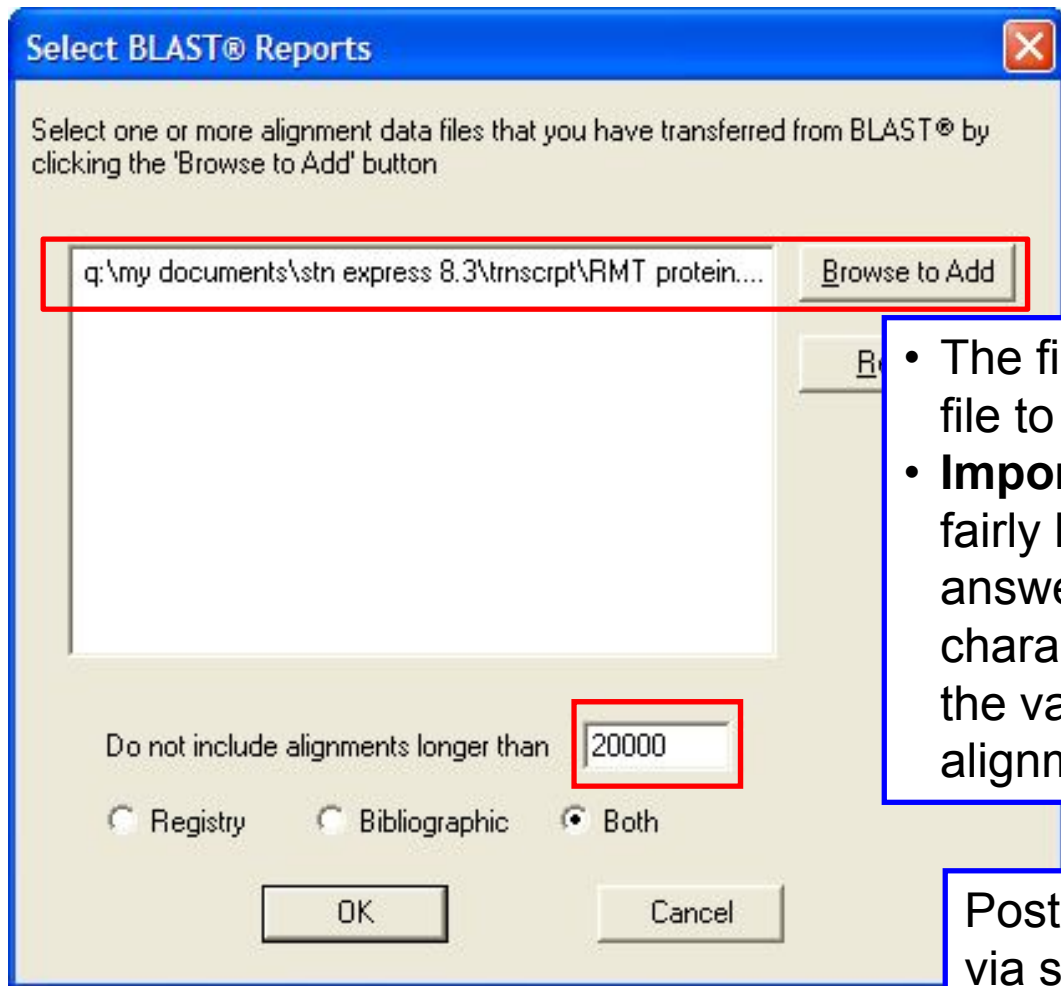 Select BLAST® Reports
Select one or more alignment data files that you have transferred from BLAST® by
clicking the 'Browse to Add' button
q:\my documents\stn express 8.3\trnscrpt\RMT protein....
Browse to Add
• The fi
file to
• Impor
fairly
answe
chara
the va
alignm
Do not include alignments longer than 20000
Registry Bibliographic Both
OK Cancel
Post
via s